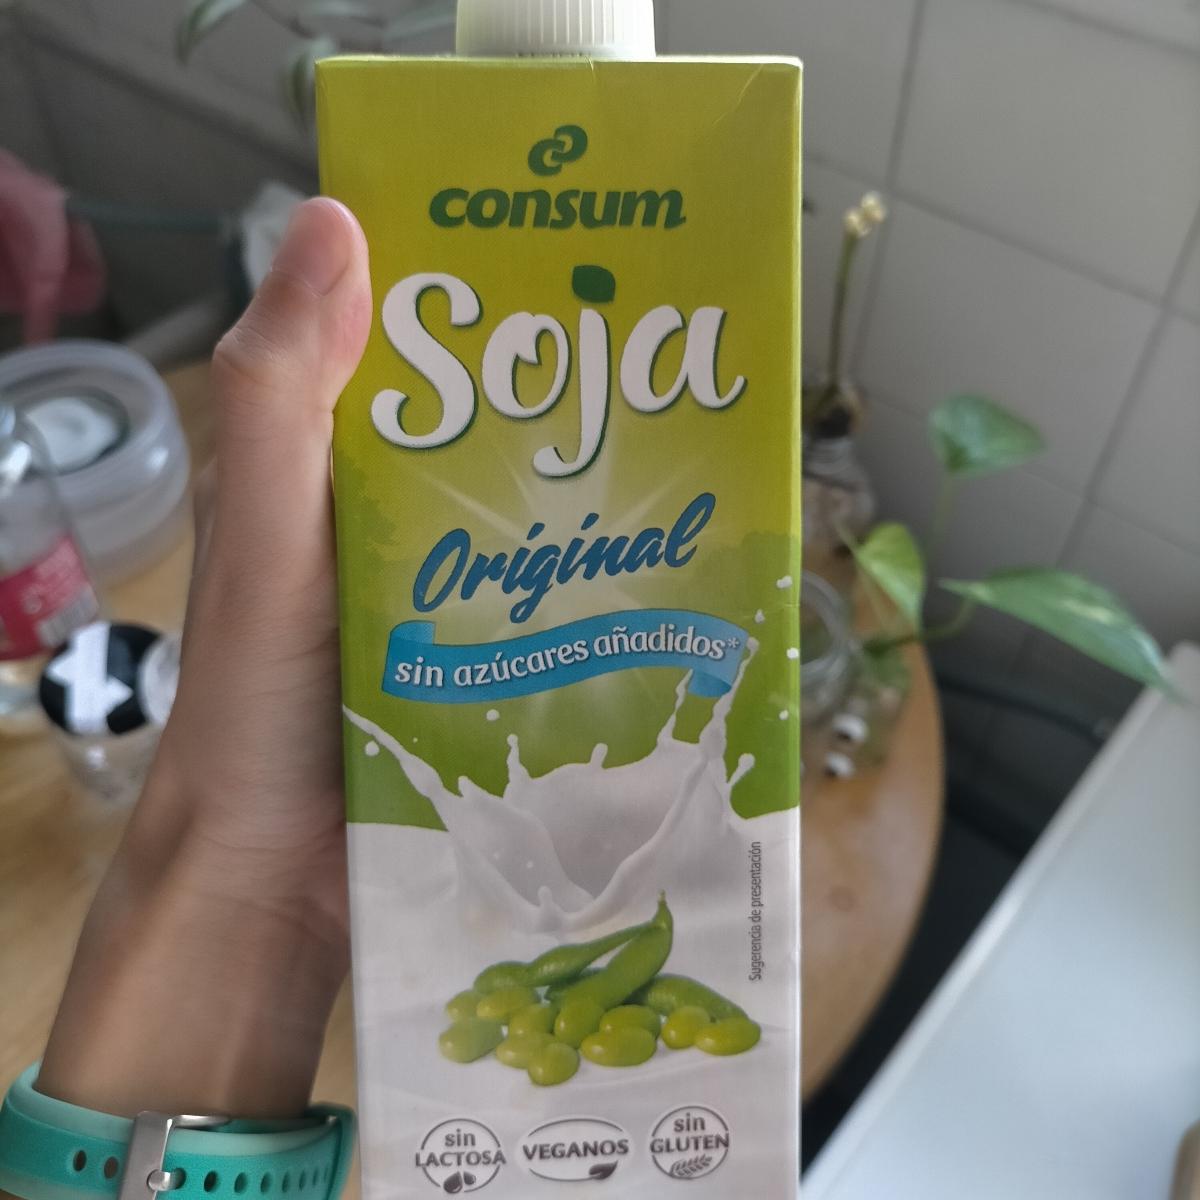 consum
Soja
Original
sin azúcares añadidos*
Sugerencia de presentación
sin
LACTOSA
VEGANOS
sin
GLUTEN